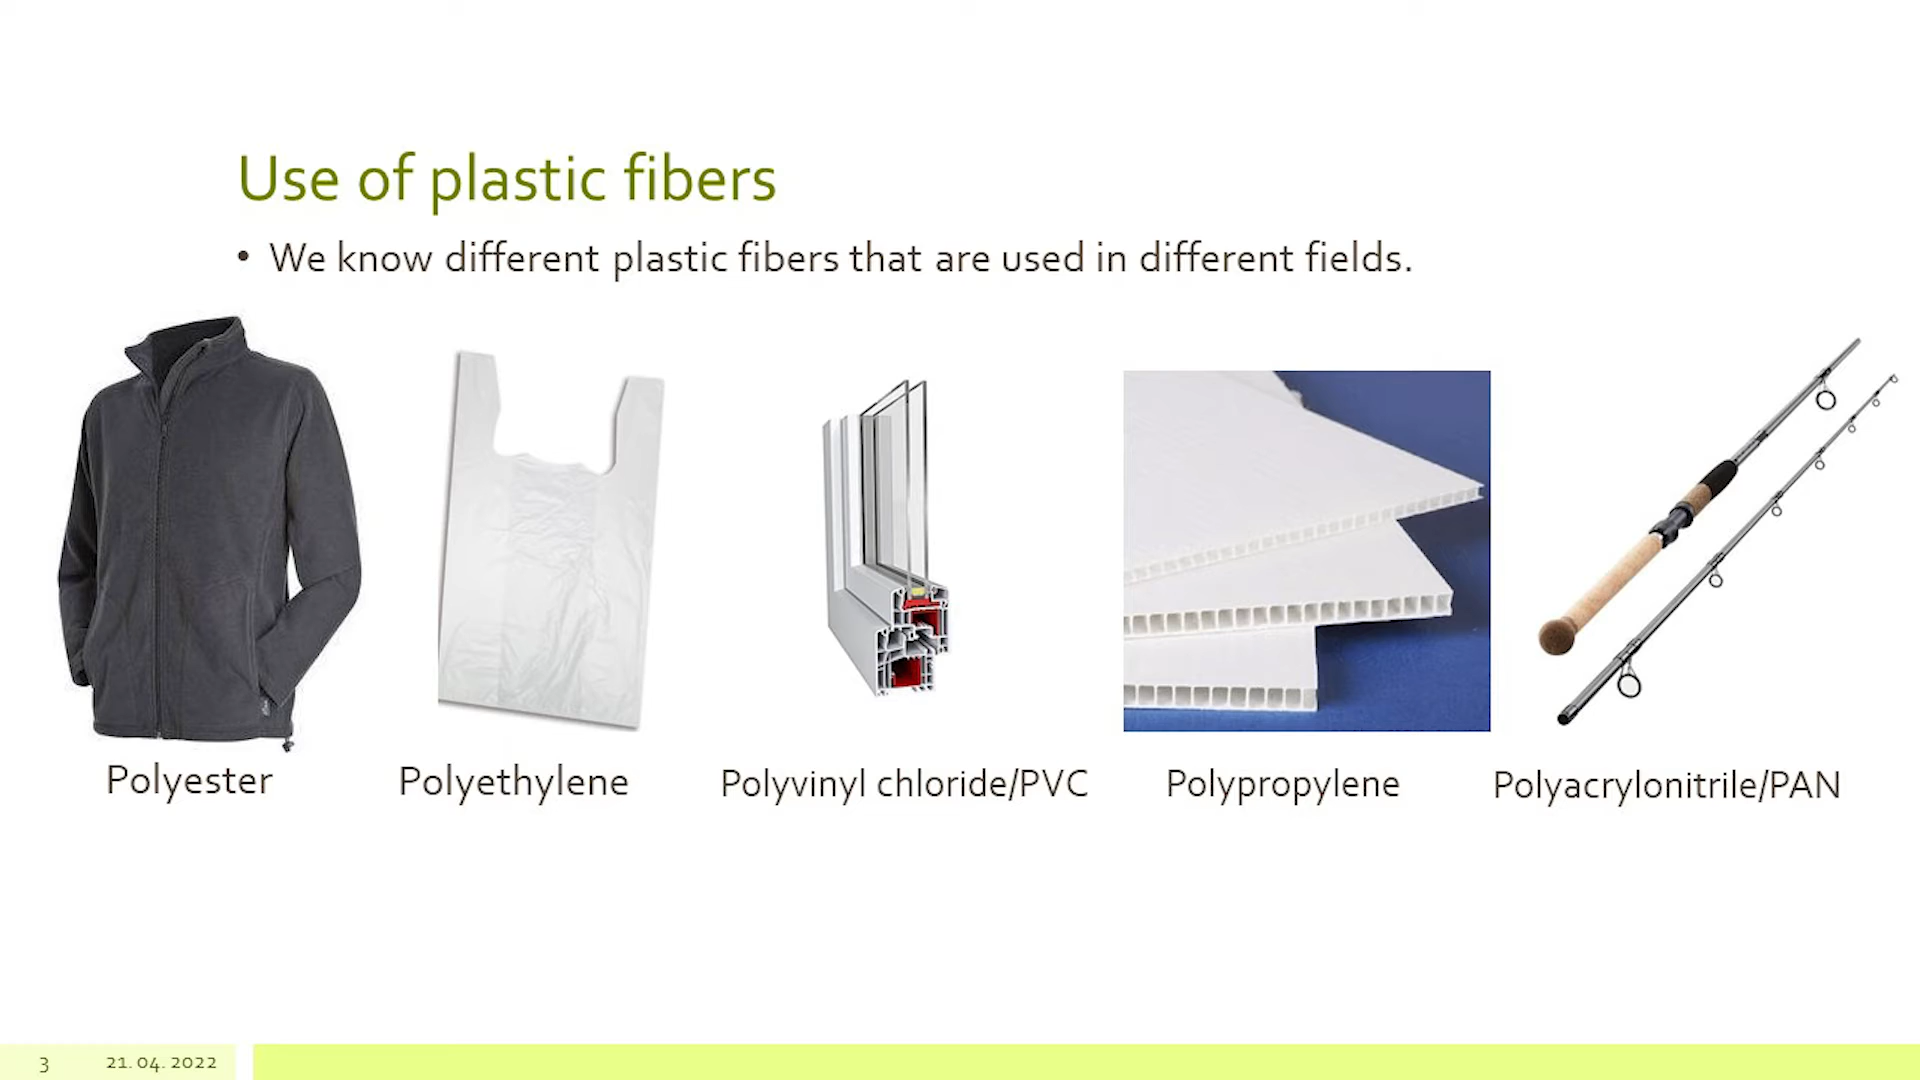 Use of plastic fibers
• We know different plastic fibers that are used in different fields.
Polyester
Polyethylene
Polyvinyl chloride/PVC
Polypropylene
Polyacrylonitrile/PAN
3
21. 04. 2022